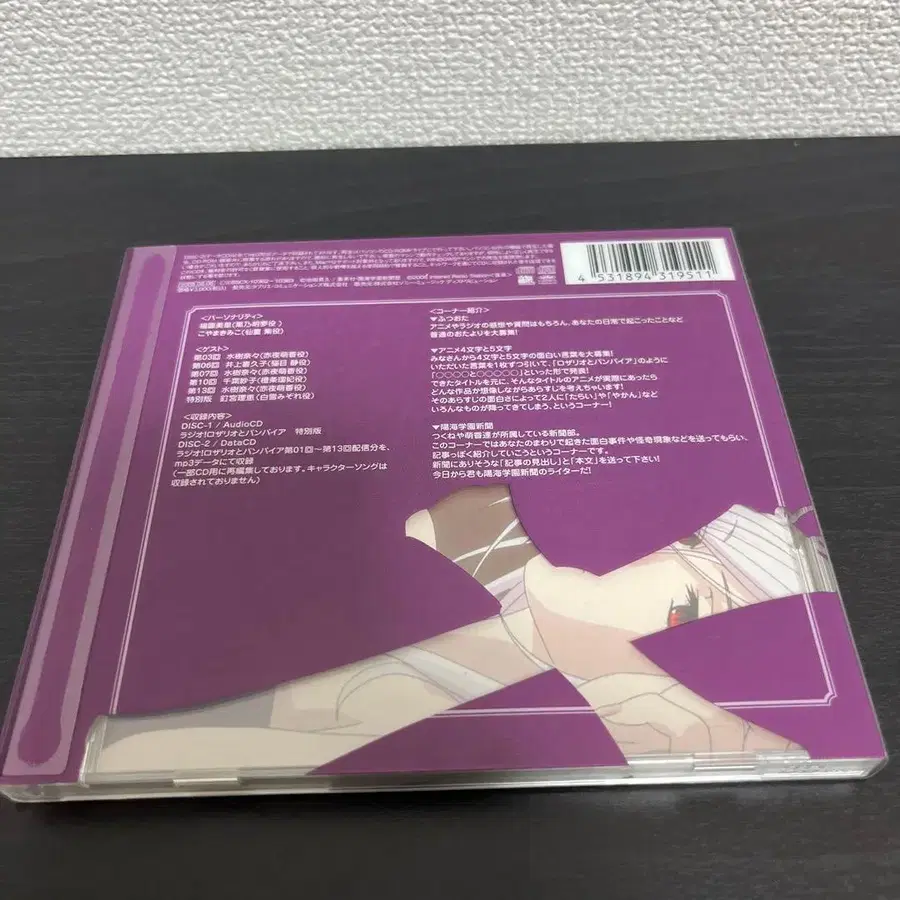 4 531894 319511
<パーソナリティ>
福圓美里(黒乃胡夢役)
こやまきみこ(仙童 紫役)
<ゲスト>
第03回 水樹奈々(赤夜萌香役)
第06回 井上喜久子(猫目 静役)
第07回 水樹奈々(赤夜萌香役)
第10回 千葉紗子(橙条瑠妃役)
第13回 水樹奈々(赤夜萌香役)
特別版 釘宮理恵(白雪みぞれ役)
<収録内容>
DISC-1 / AudioCD
ラジオ!ロザリオとバンパイア 特別版
DISC-2 / DataCD
ラジオ!ロザリオとバンパイア第01回~第13回配信分を、
mp3データにて収録
(一部CD用に再編集しております。キャラクターソングは
収録されておりません)
<コーナー紹介>
▼ふつおた
アニメやラジオの感想や質問はもちろん、あなたの日常で起こったことなど
普通のおたよりを大募集!
▼アニメ4文字と5文字
みなさんから4文字と5文字の面白い言葉を大募集!
いただいた言葉を1枚ずつ引いて、「ロザリオとバンパイア」のように
「○○○○と○○○○○」といった形で発表!
できたタイトルを元に、そんなタイトルのアニメが実際にあったら
どんな作品か想像しながらあらすじを考えちゃいます!
そのあらすじの面白さによって2人に「たらい」や「やかん」など
いろんなものが降ってきてしまう、というコーナー!
▼陽海学園新聞
つくねや萌香達が所属している新聞部。
このコーナーではあなたのまわりで起きた面白事件や怪奇現象などを送ってもらい、
記事っぽく紹介していこうというコーナーです。
新聞にありそうな「記事の見出し」と「本文」を送って下さい!
今日から君も陽海学園新聞のライターだ!